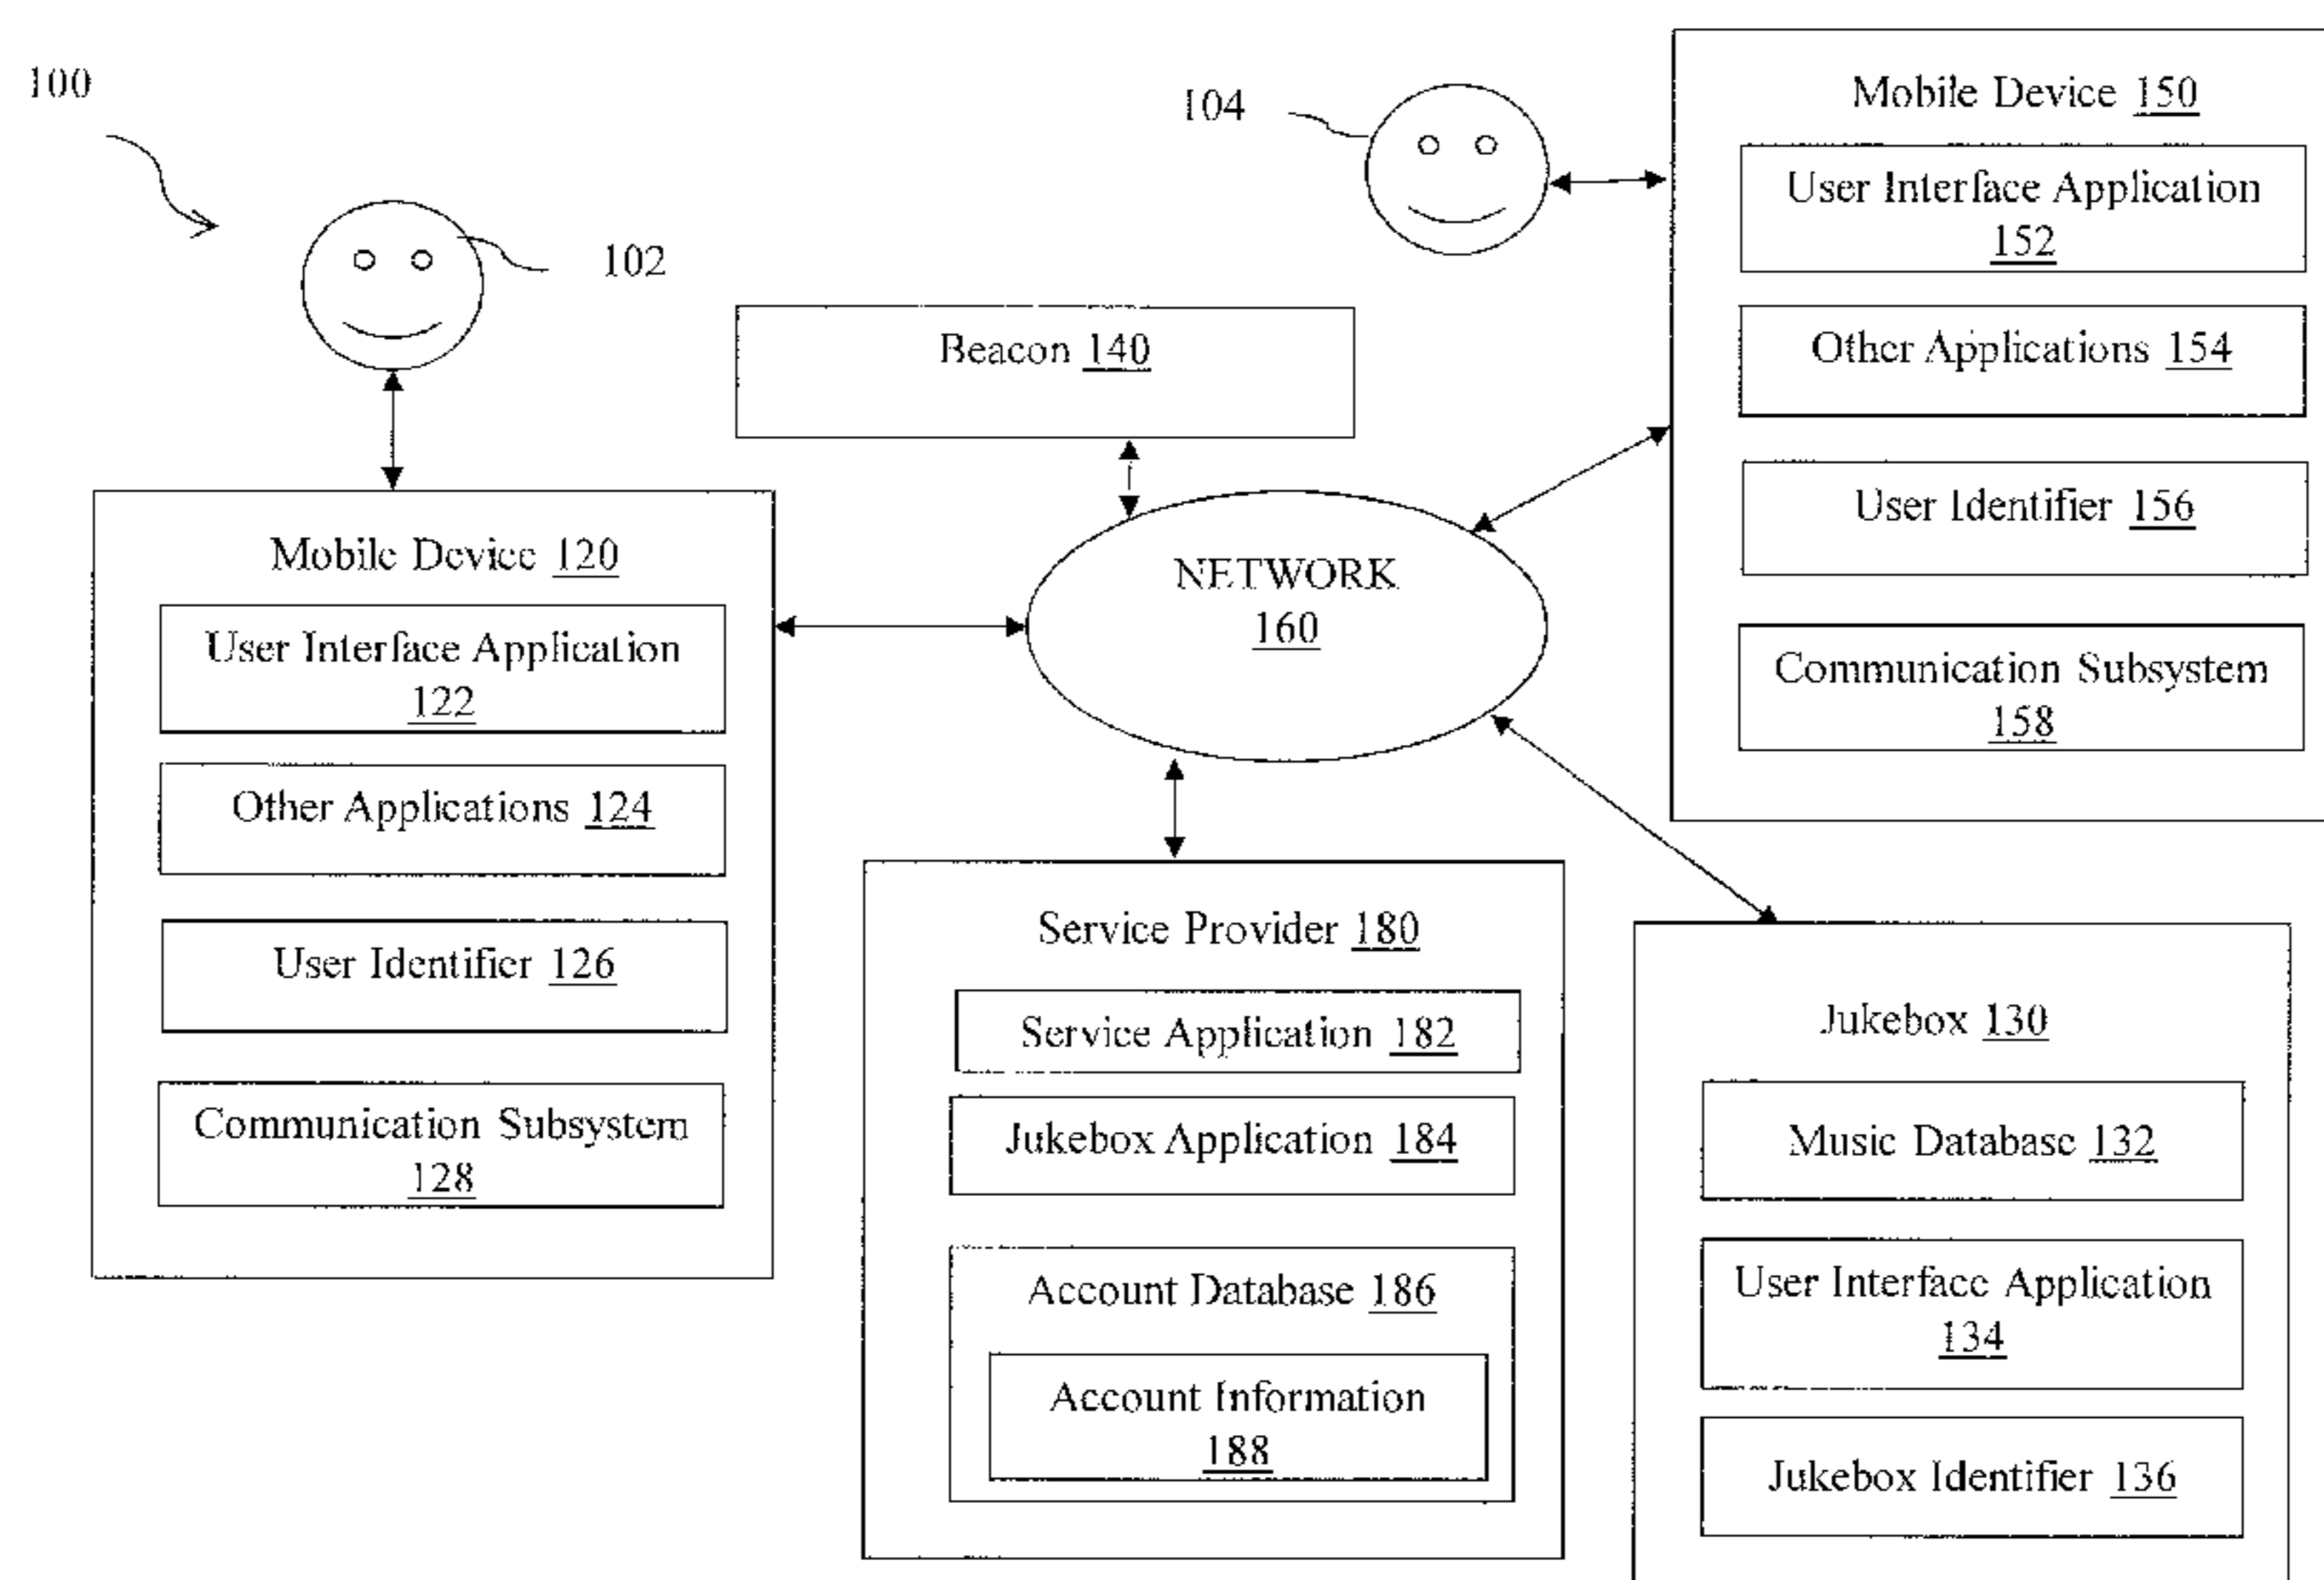 100
102
104
Beacon 140
Mobile Device 120
User Interface Application
122
Other Applications 124
User Identifier 126
Communication Subsystem
128
NETWORK
160
Mobile Device 150
User Interface Application
152
Other Applications 154
User Identifier 156
Communication Subsystem
158
Service Provider 180
Service Application 182
Jukebox Application 184
Account Database 186
Account Information
188
Jukebox 130
Music Database 132
User Interface Application
134
Jukebox Identifier 136